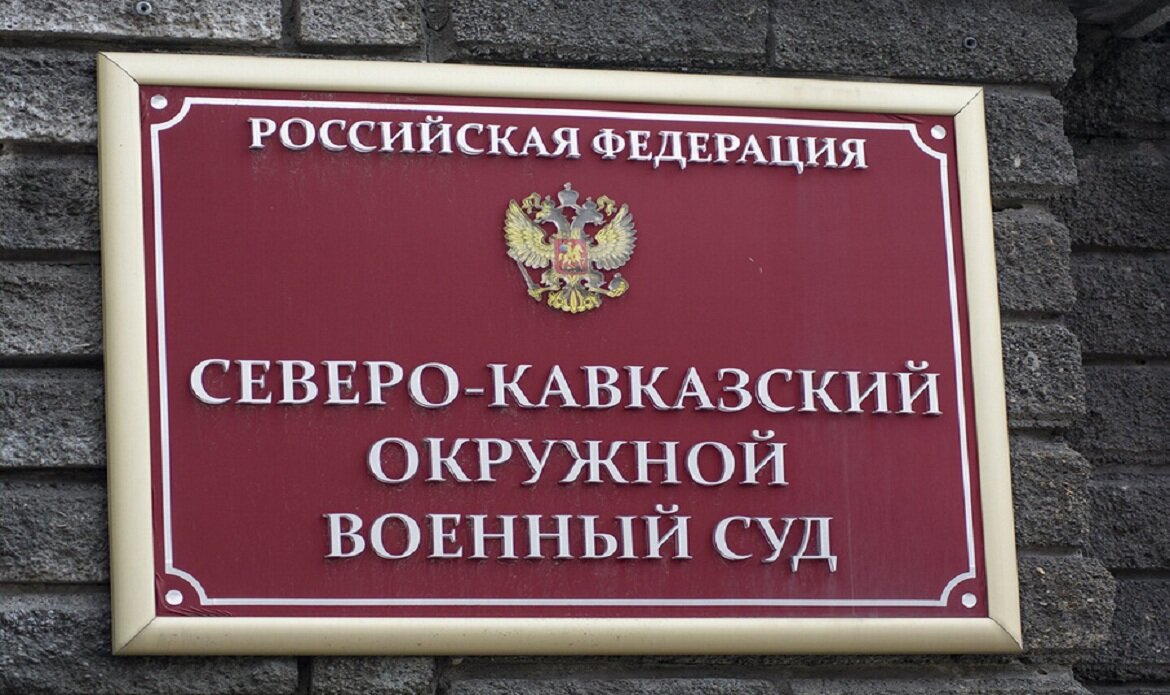 РОССИЙСКАЯ ФЕДЕРАЦИЯ
СЕВЕРО-КАВКАЗСКИЙ
ОКРУЖНОЙ
ВОЕННЫЙ СУД